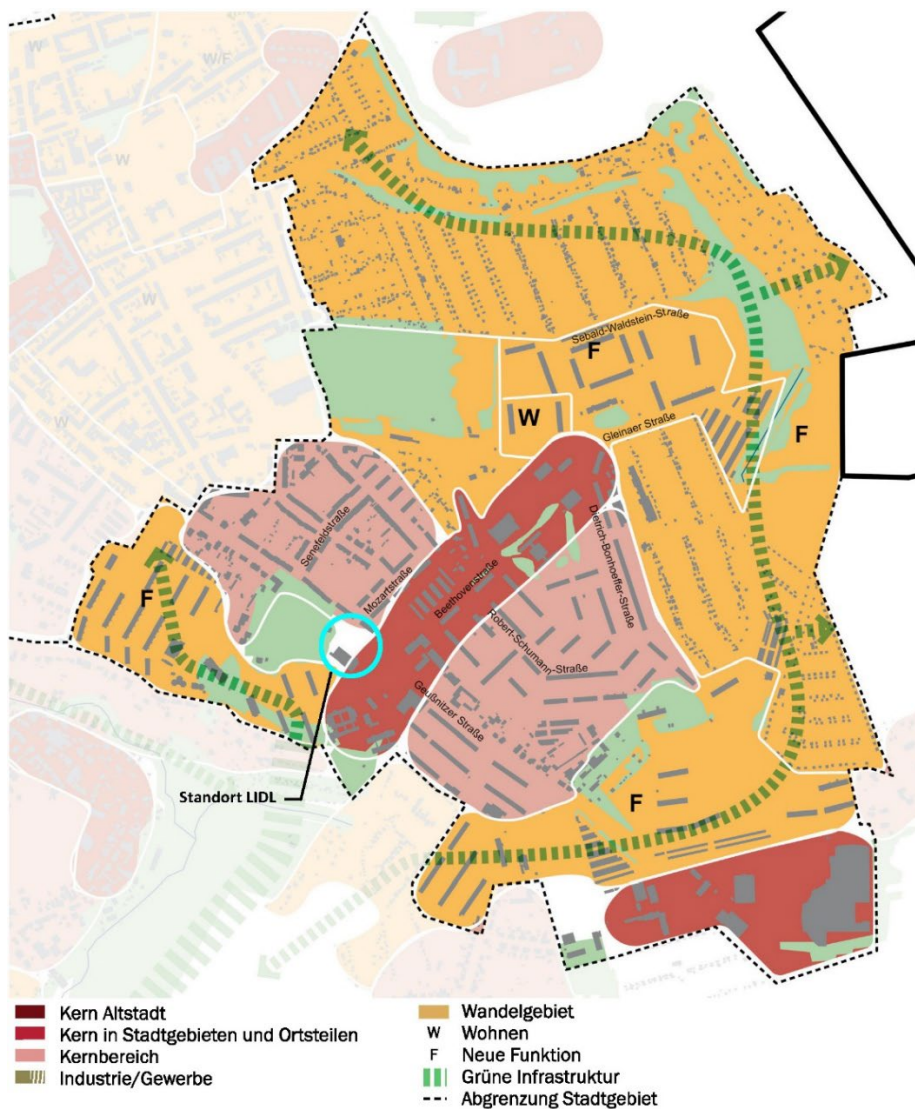 W
W/F
W
W
W
Sebald-Waldstein-Straße
F
W
Gleinaer Straße
F
Senefelderstraße
Mozartstraße
Beethovenstraße
Dietrich-Bonhoeffer-Straße
F
Robert-Schumann-Straße
Geußnitzer Straße
Standort LIDL
F
Kern Altstadt
Kern in Stadtgebieten und Ortsteilen
Kernbereich
Industrie/Gewerbe
Wandelgebiet
W Wohnen
F Neue Funktion
Grüne Infrastruktur
Abgrenzung Stadtgebiet